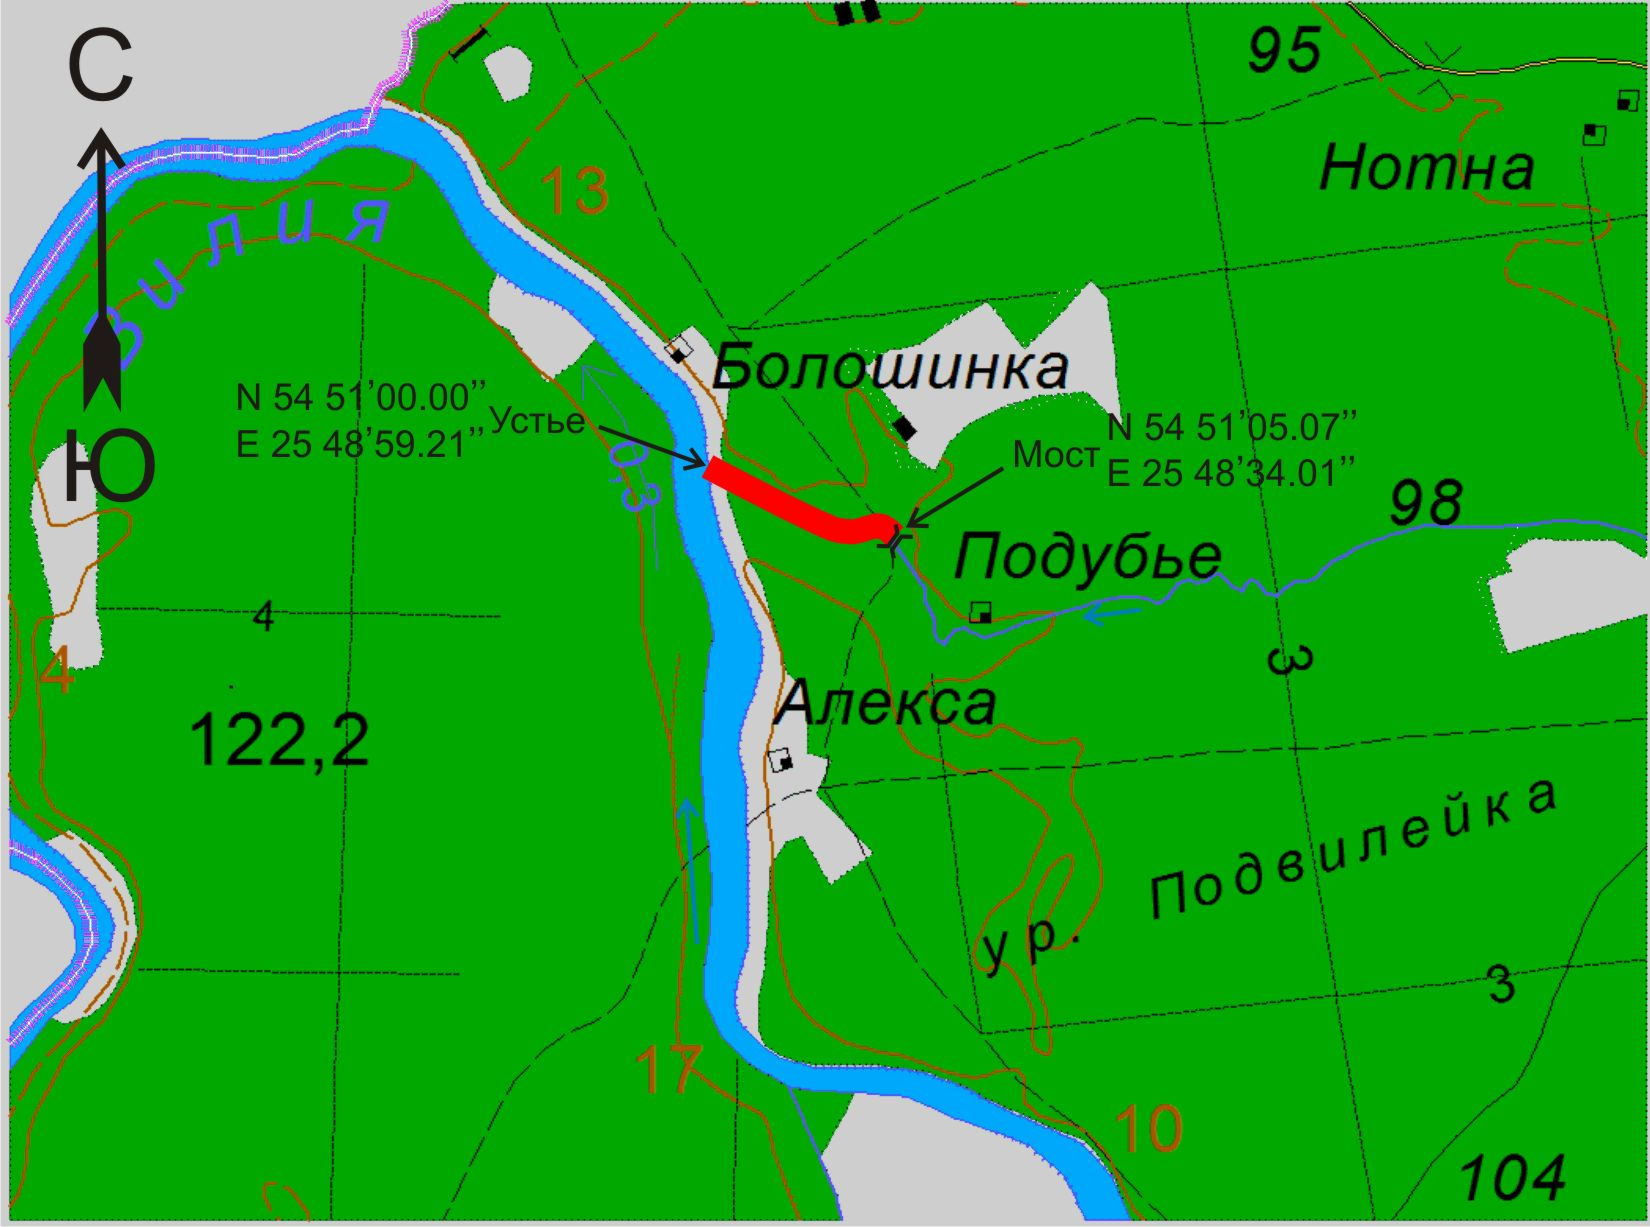 С
95
Нотна
13
Вилия
Болошинка
N 54 51’00.00’’
E 25 48’59.21’’
Устье
N 54 51’05.07’’
E 25 48’34.01’’
Мост
Ю
0,3
98
Подубье
4
3
4
Алекса
122,2
Подвилейка
ур.
3
17
10
104